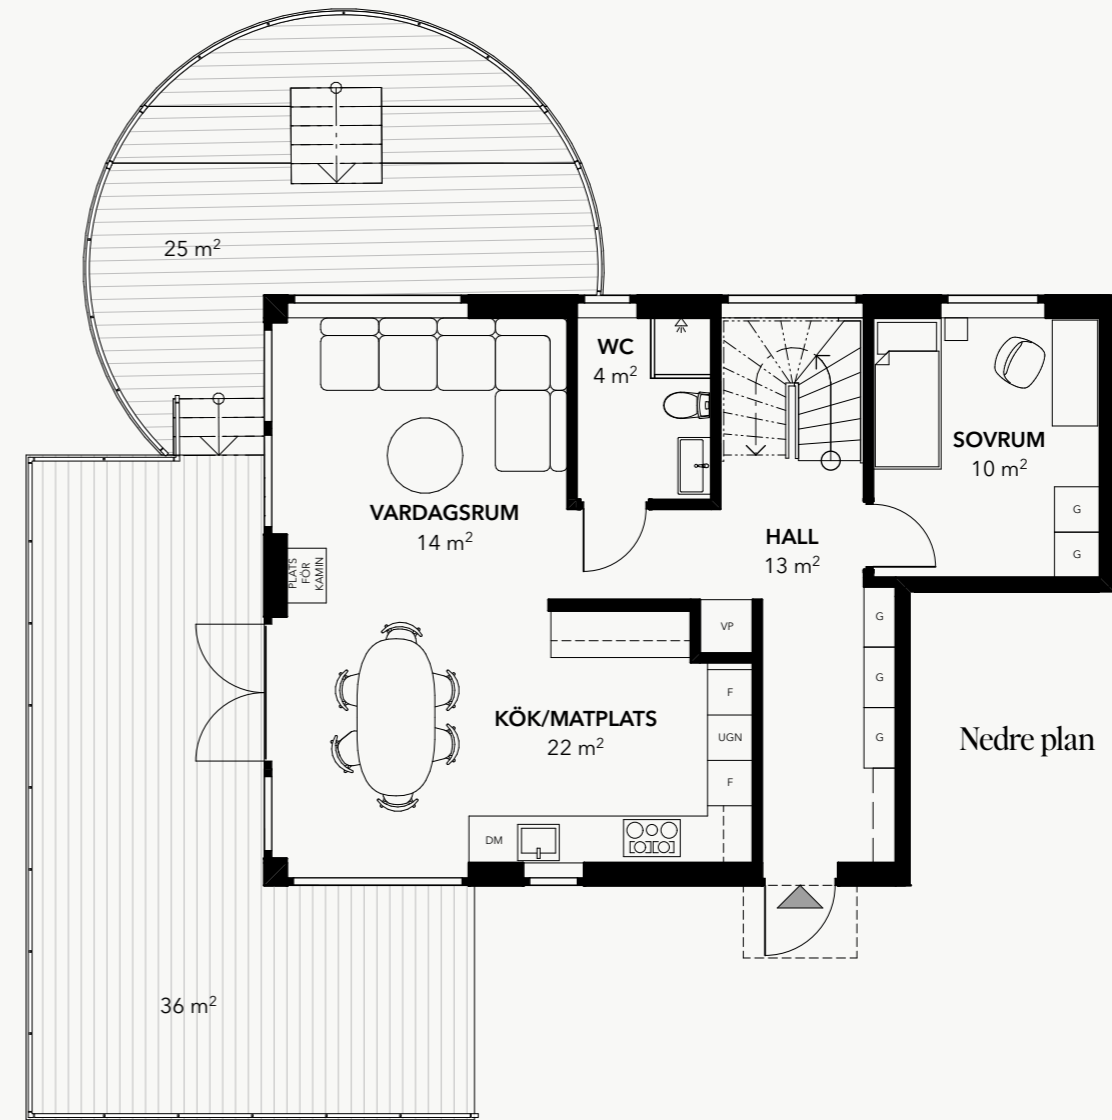 25 m²
WC
4 m²
SOVRUM
10 m²
G
G
VARDAGSRUM
14 m²
HALL
13 m²
PLATS
FÖR
KAMIN
VP
G
G
G
F
UGN
F
KÖK/MATPLATS
22 m²
Nedre plan
DM
36 m²